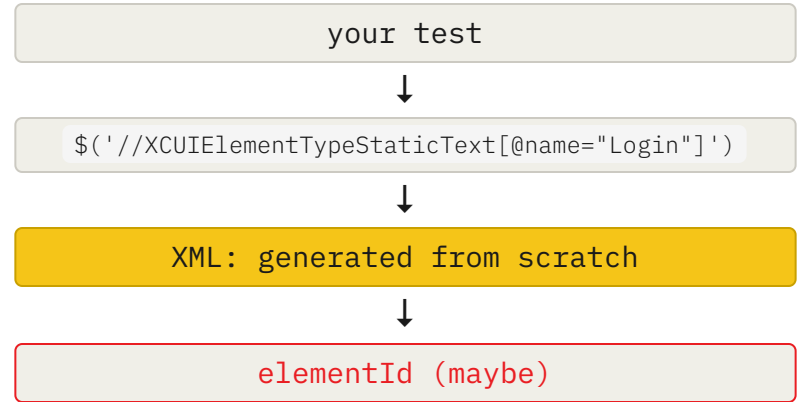 your test
↓
$('//XCUIElementTypeStaticText[@name="Login"]')
↓
XML: generated from scratch
↓
elementId (maybe)